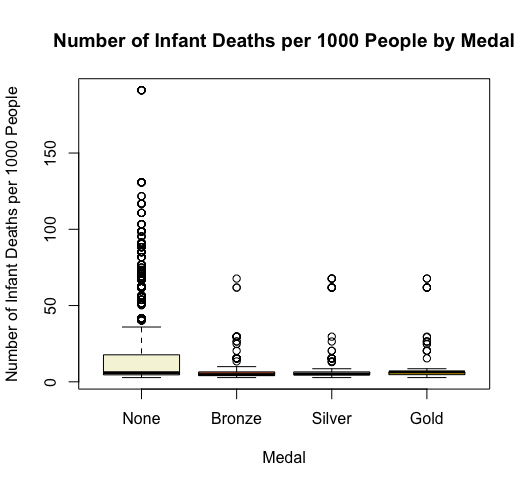 Number of Infant Deaths per 1000 People by Medal
Number of Infant Deaths per 1000 People
150
100
50
0
None Bronze Silver Gold
Medal